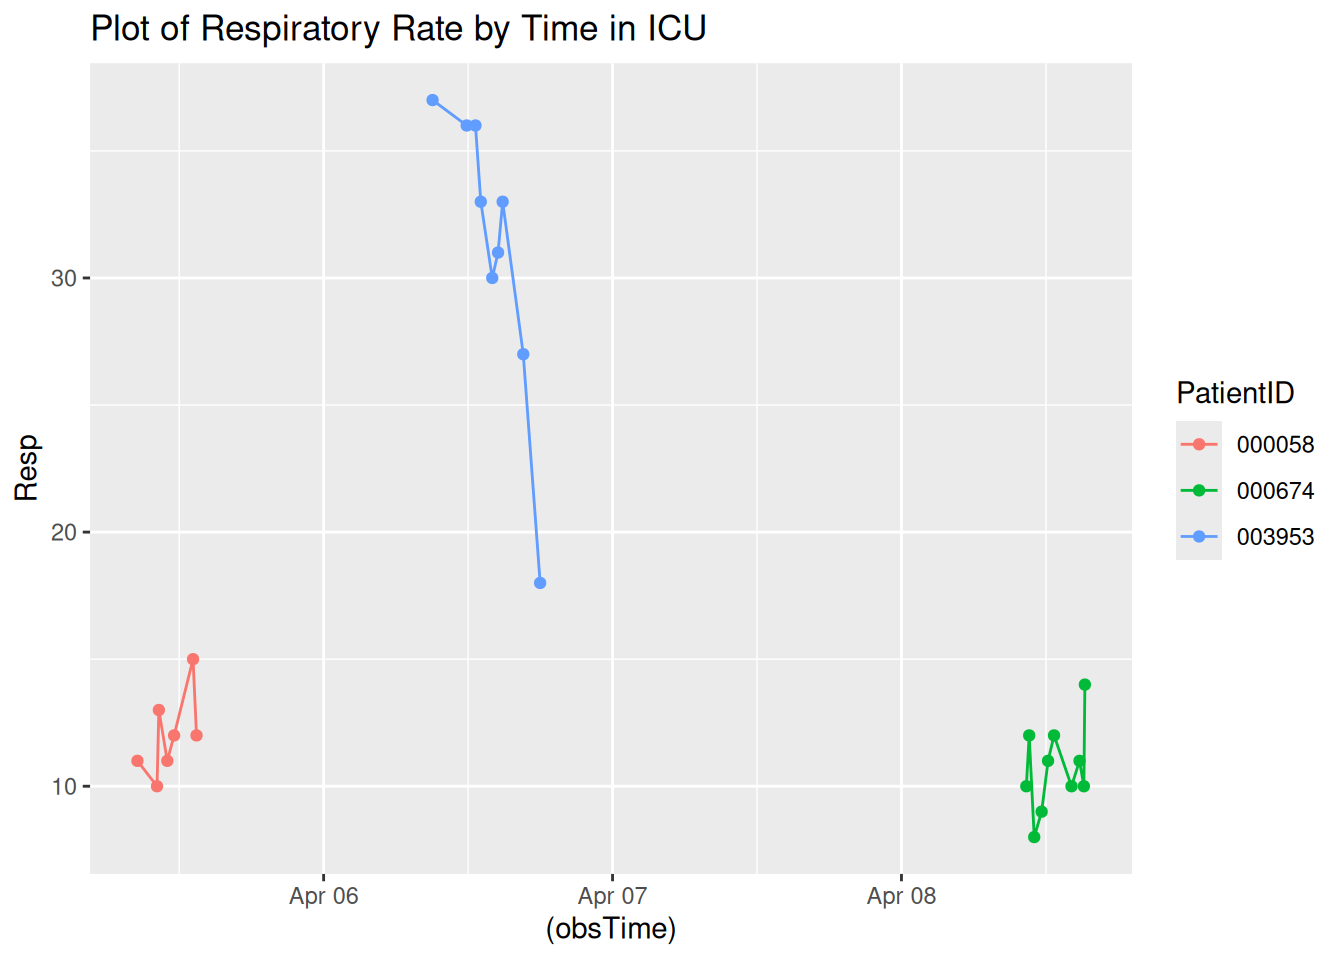 Plot of Respiratory Rate by Time in ICU
Resp
30
20
10
Apr 06
Apr 07
Apr 08
(obsTime)
PatientID
000058
000674
003953